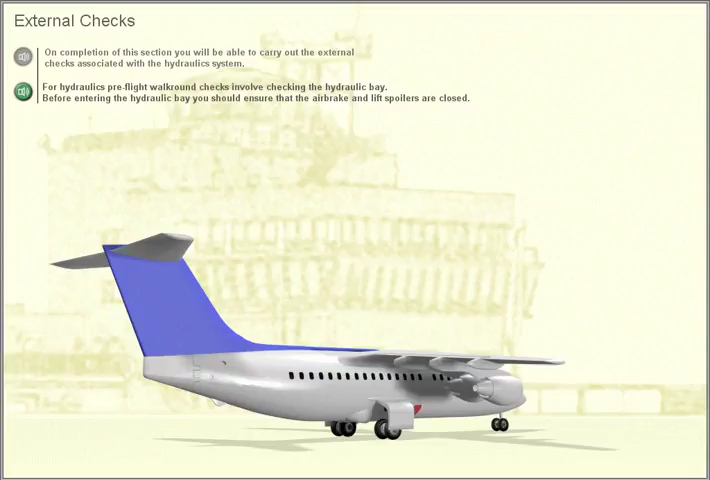 External Checks
On completion of this section you will be able to carry out the external
checks associated with the hydraulics system.
For hydraulics pre-flight walkround checks involve checking the hydraulic bay.
Before entering the hydraulic bay you should ensure that the airbrake and lift spoilers are closed.